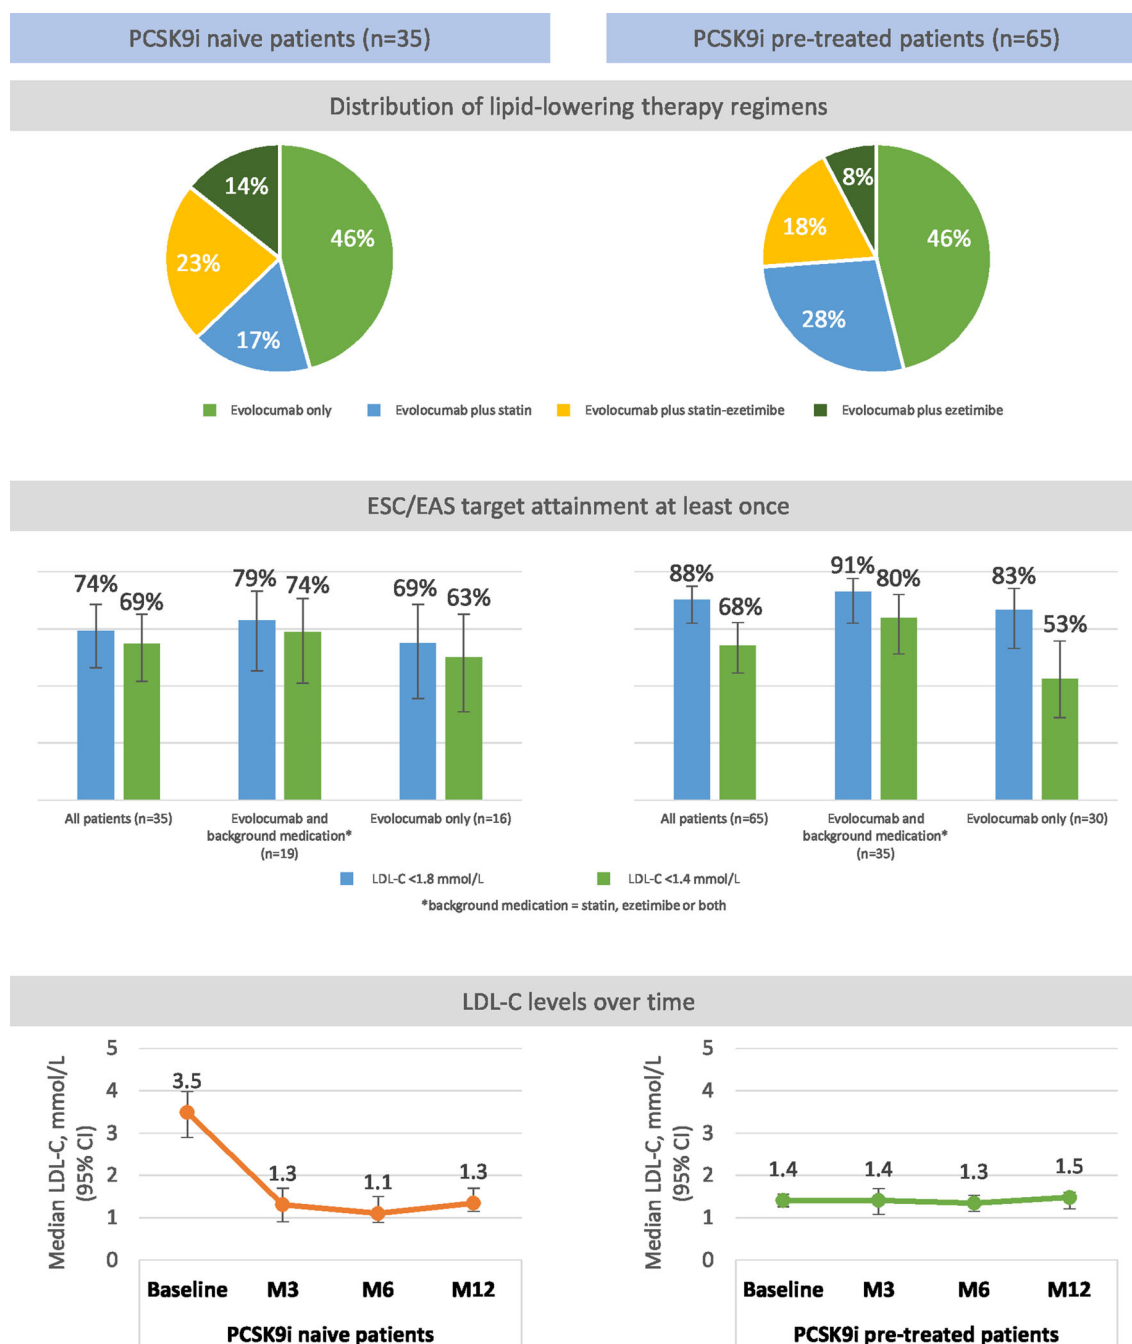 PCSK9i naive patients (n=35)
PCSK9i pre-treated patients (n=65)
Distribution of lipid-lowering therapy regimens
14%
46%
23%
17%
8%
46%
18%
28%
Evolocumab only
Evolocumab plus statin
Evolocumab plus statin-ezetimibe
Evolocumab plus ezetimibe
ESC/EAS target attainment at least once
74%
69%
79%
74%
69%
63%
All patients (n=35)
Evolocumab and
background medication*
(n=19)
Evolocumab only (n=16)
88%
68%
91%
80%
83%
53%
All patients (n=65)
Evolocumab and
background medication*
(n=35)
Evolocumab only (n=30)
LDL-C <1.8 mmol/L
LDL-C <1.4 mmol/L
*background medication = statin, ezetimibe or both
LDL-C levels over time
Median LDL-C, mmol/L
(95% CI)
5
4
3
2
1
0
3.5
1.3
1.1
1.3
Baseline
M3
M6
M12
PCSK9i naive patients
Median LDL-C, mmol/L
(95% CI)
5
4
3
2
1
0
1.4
1.4
1.3
1.5
Baseline
M3
M6
M12
PCSK9i pre-treated patients